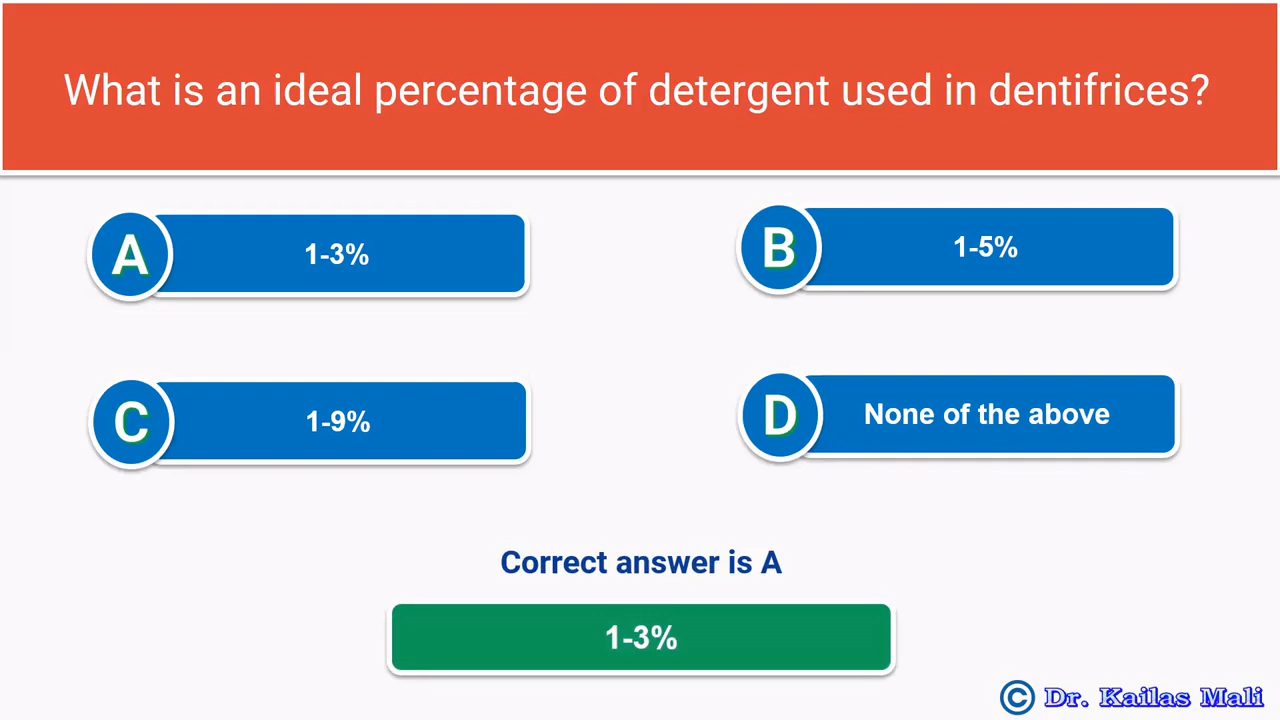 What is an ideal percentage of detergent used in dentifrices?
A 1-3%
B 1-5%
C 1-9%
D None of the above
Correct answer is A
1-3%
© Dr. Kailas Mali